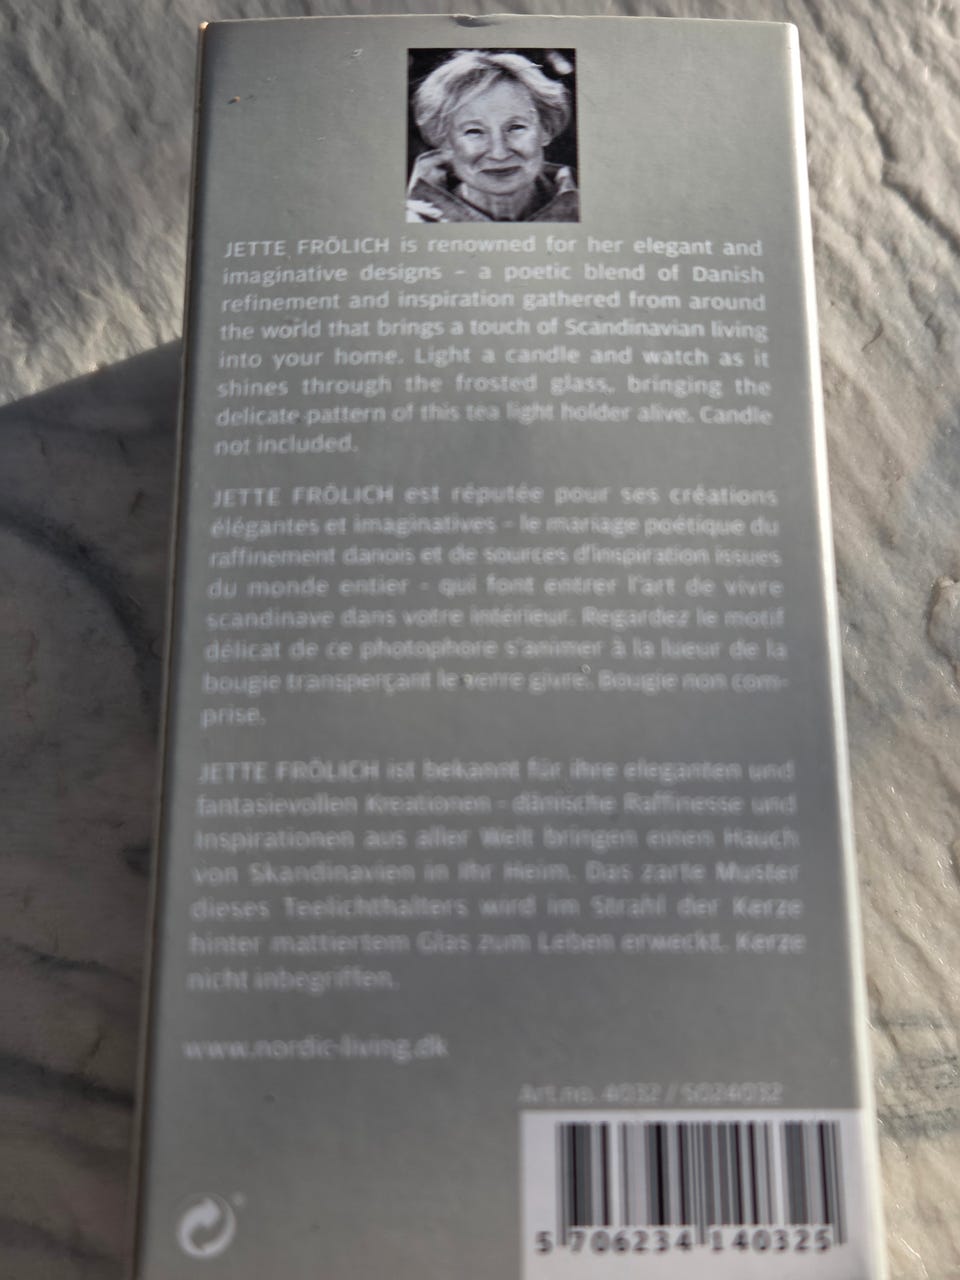 JETTE FRÖLICH is renowned for her elegant and
imaginative designs - a poetic blend of Danish
refinement and inspiration gathered from around
the world that brings a touch of Scandinavian living
into your home. Light a candle and watch as it
shines through the frosted glass, bringing the
delicate pattern of this tea light holder alive. Candle
not included.
JETTE FRÖLICH est réputée pour ses créations
élégantes et imaginatives - le mariage poétique du
raffinement danois et de sources d'inspiration issues
du monde entier - qui font entrer l'art de vivre
scandinave dans votre intérieur. Regardez le motif
délicat de ce photophore s'animer à la lueur de la
bougie transperçant le verre givré. Bougie non com-
prise.
JETTE FRÖLICH ist bekannt für ihre eleganten und
fantasievollen Kreationen - dänische Raffinesse und
Inspirationen aus aller Welt bringen einen Hauch
von Skandinavien in Ihr Heim. Das zarte Muster
dieses Teelichthalters wird im Strahl der Kerze
hinter mattiertem Glas zum Leben erweckt. Kerze
nicht inbegriffen.
www.nordic-living.dk
Art.no. 4032 / 5024032
5 706234 140325